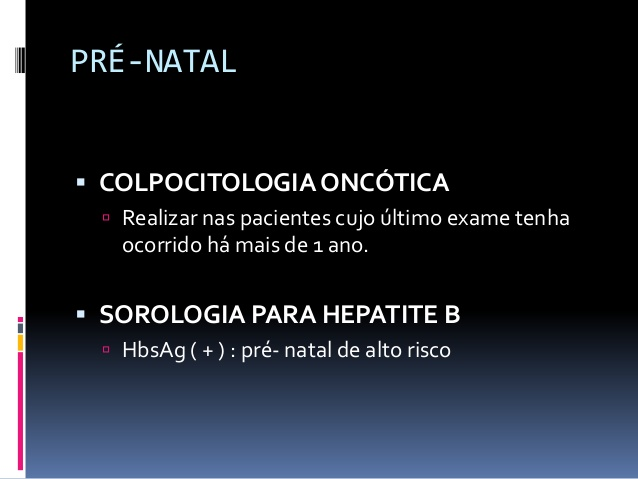 PRÉ-NATAL
COLPOCITOLOGIA ONCÓTICA
Realizar nas pacientes cujo último exame tenha
ocorrido há mais de 1 ano.
SOROLOGIA PARA HEPATITE B
HbsAg ( + ) : pré- natal de alto risco